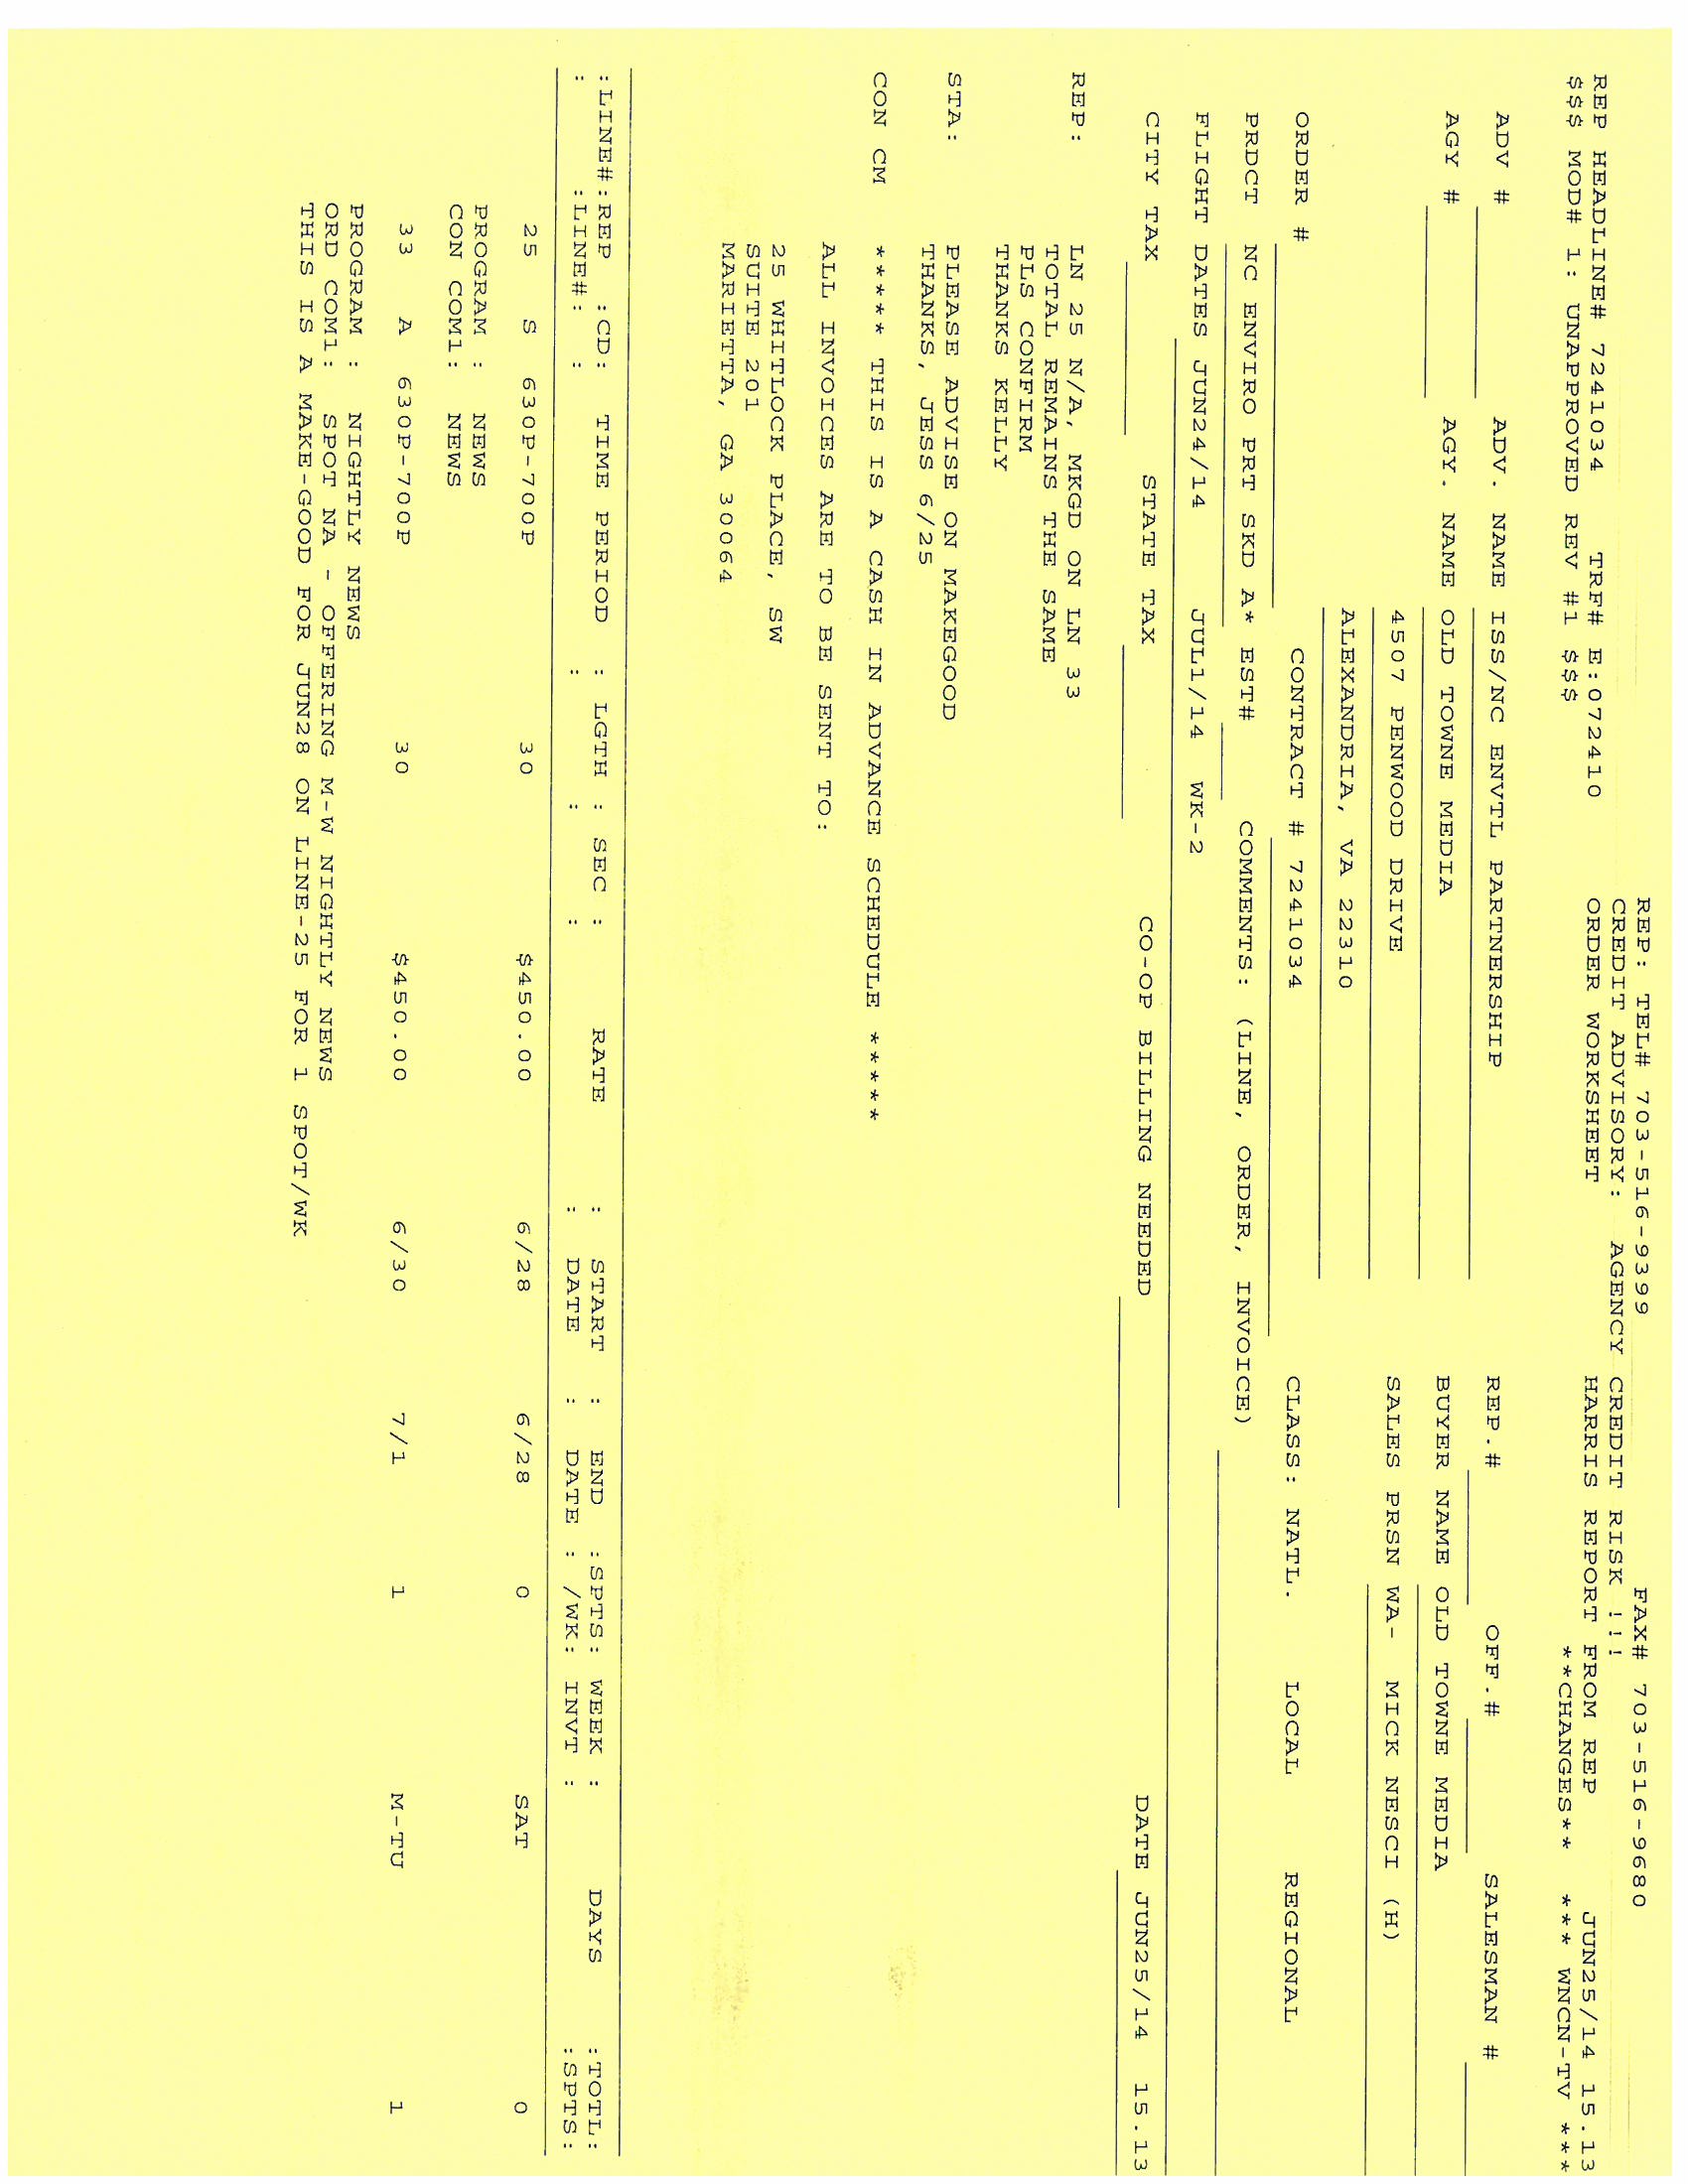 REP: TEL# 703-516-9399 FAX# 703-516-9680
CREDIT ADVISORY: AGENCY CREDIT RISK !!!
REP HEADLINE# 7241034 TRF# E:072410 ORDER WORKSHEET HARRIS REPORT FROM REP JUN25/14 15.13
$$$ MOD# 1: UNAPPROVED REV #1 $$$ **CHANGES** *** WNCN-TV ***
ADV # ADV. NAME ISS/NC ENVTL PARTNERSHIP REP.# OFF.# SALESMAN #
AGY # AGY. NAME OLD TOWNE MEDIA BUYER NAME OLD TOWNE MEDIA
4507 PENWOOD DRIVE SALES PRSN WA- MICK NESCI (H)
ALEXANDRIA, VA 22310
ORDER # CONTRACT # 7241034 CLASS: NATL. LOCAL REGIONAL
PRDCT NC ENVIRO PRT SKD A* EST# COMMENTS: (LINE, ORDER, INVOICE)
FLIGHT DATES JUN24/14 JUL1/14 WK-2
CITY TAX STATE TAX CO-OP BILLING NEEDED DATE JUN25/14 15.13
REP: LN 25 N/A, MKGD ON LN 33
TOTAL REMAINS THE SAME
PLS CONFIRM
THANKS KELLY
STA: PLEASE ADVISE ON MAKEGOOD
THANKS, JESS 6/25
CON CM ***** THIS IS A CASH IN ADVANCE SCHEDULE *****
ALL INVOICES ARE TO BE SENT TO:
25 WHITLOCK PLACE, SW
SUITE 201
MARIETTA, GA 30064
:LINE#:REP :CD: TIME PERIOD : LGTH : SEC : RATE : START : END :SPTS: WEEK : DAYS :TOTL:
: :LINE#: : : : : : DATE : DATE : /WK: INVT : :SPTS:
25 S 630P-700P 30 $450.00 6/28 6/28 0 SAT 0
PROGRAM : NEWS
CON COM1: NEWS
33 A 630P-700P 30 $450.00 6/30 7/1 1 M-TU 1
PROGRAM : NIGHTLY NEWS
ORD COM1: SPOT NA - OFFERING M-W NIGHTLY NEWS
THIS IS A MAKE-GOOD FOR JUN28 ON LINE-25 FOR 1 SPOT/WK